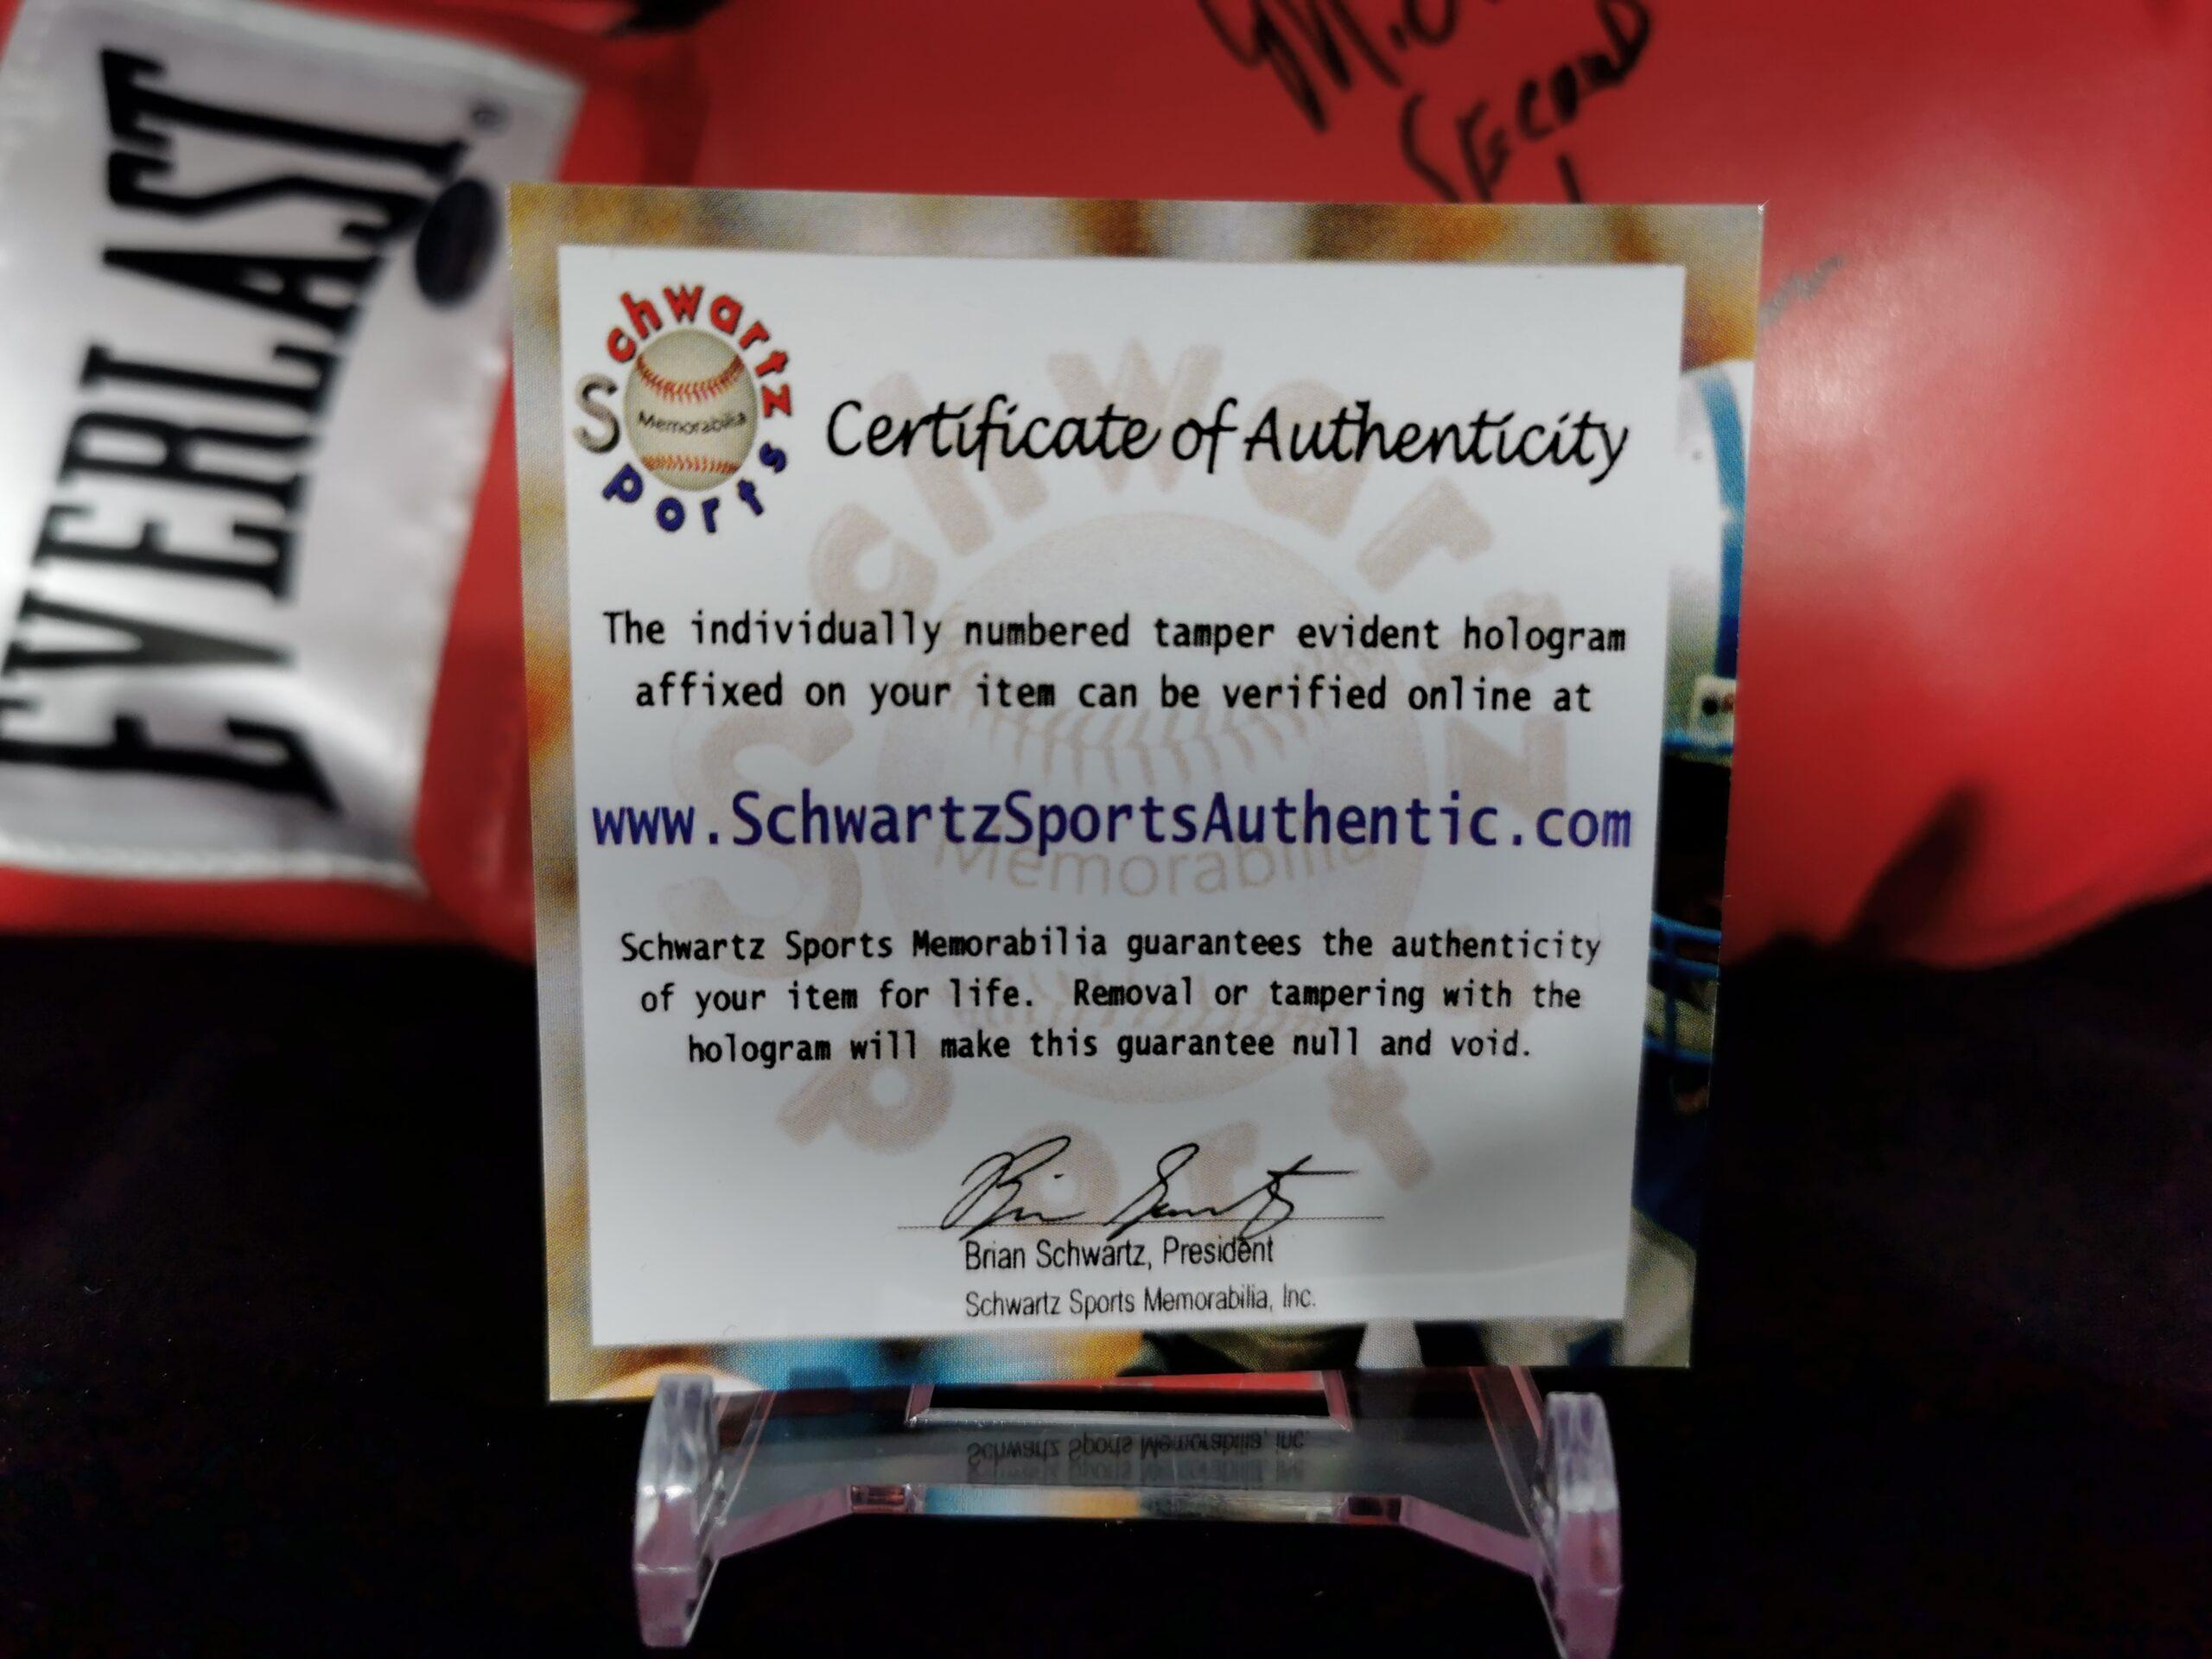 EVERLAST
SECOND
Schwartz
Sports
Memorabilia
Certificate of Authenticity
The individually numbered tamper evident hologram
affixed on your item can be verified online at
www.SchwartzSportsAuthentic.com
Schwartz Sports Memorabilia guarantees the authenticity
of your item for life. Removal or tampering with the
hologram will make this guarantee null and void.
Brian Schwartz, President
Schwartz Sports Memorabilia, Inc.